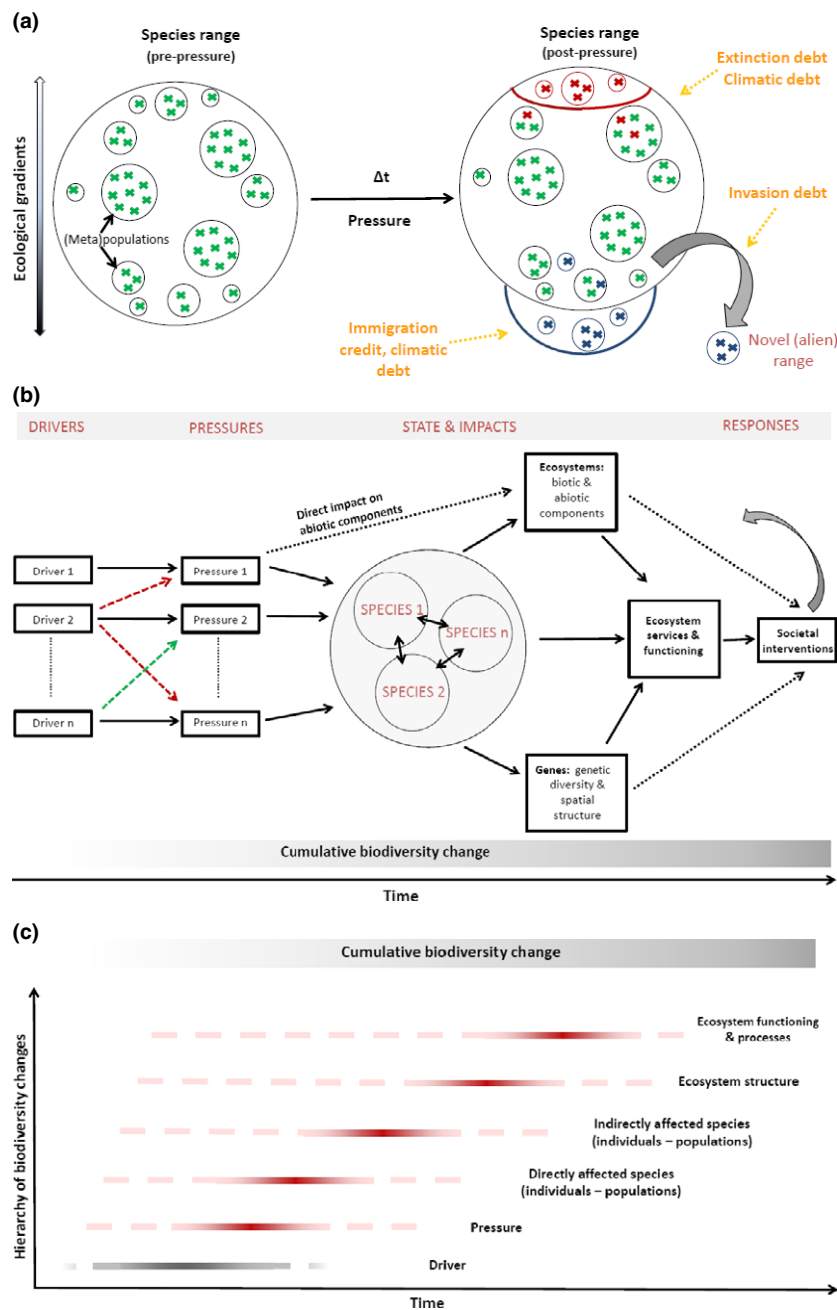 (a)
Species range
(pre-pressure)
Species range
(post-pressure)
Extinction debt
Climatic debt
Ecological gradients
Δt
Pressure
Invasion debt
(Meta)populations
Immigration
credit, climatic
debt
Novel (alien)
range
(b)
DRIVERS
PRESSURES
STATE & IMPACTS
RESPONSES
Ecosystems:
biotic &
abiotic
components
Direct impact on
abiotic components
Driver 1
Pressure 1
Driver 2
Pressure 2
SPECIES 1
SPECIES n
SPECIES 2
Ecosystem
services &
functioning
Societal
interventions
Driver n
Pressure n
Genes: genetic
diversity &
spatial
structure
Cumulative biodiversity change
Time
(c)
Cumulative biodiversity change
Hierarchy of biodiversity changes
Ecosystem functioning
& processes
Ecosystem structure
Indirectly affected species
(individuals – populations)
Directly affected species
(individuals – populations)
Pressure
Driver
Time